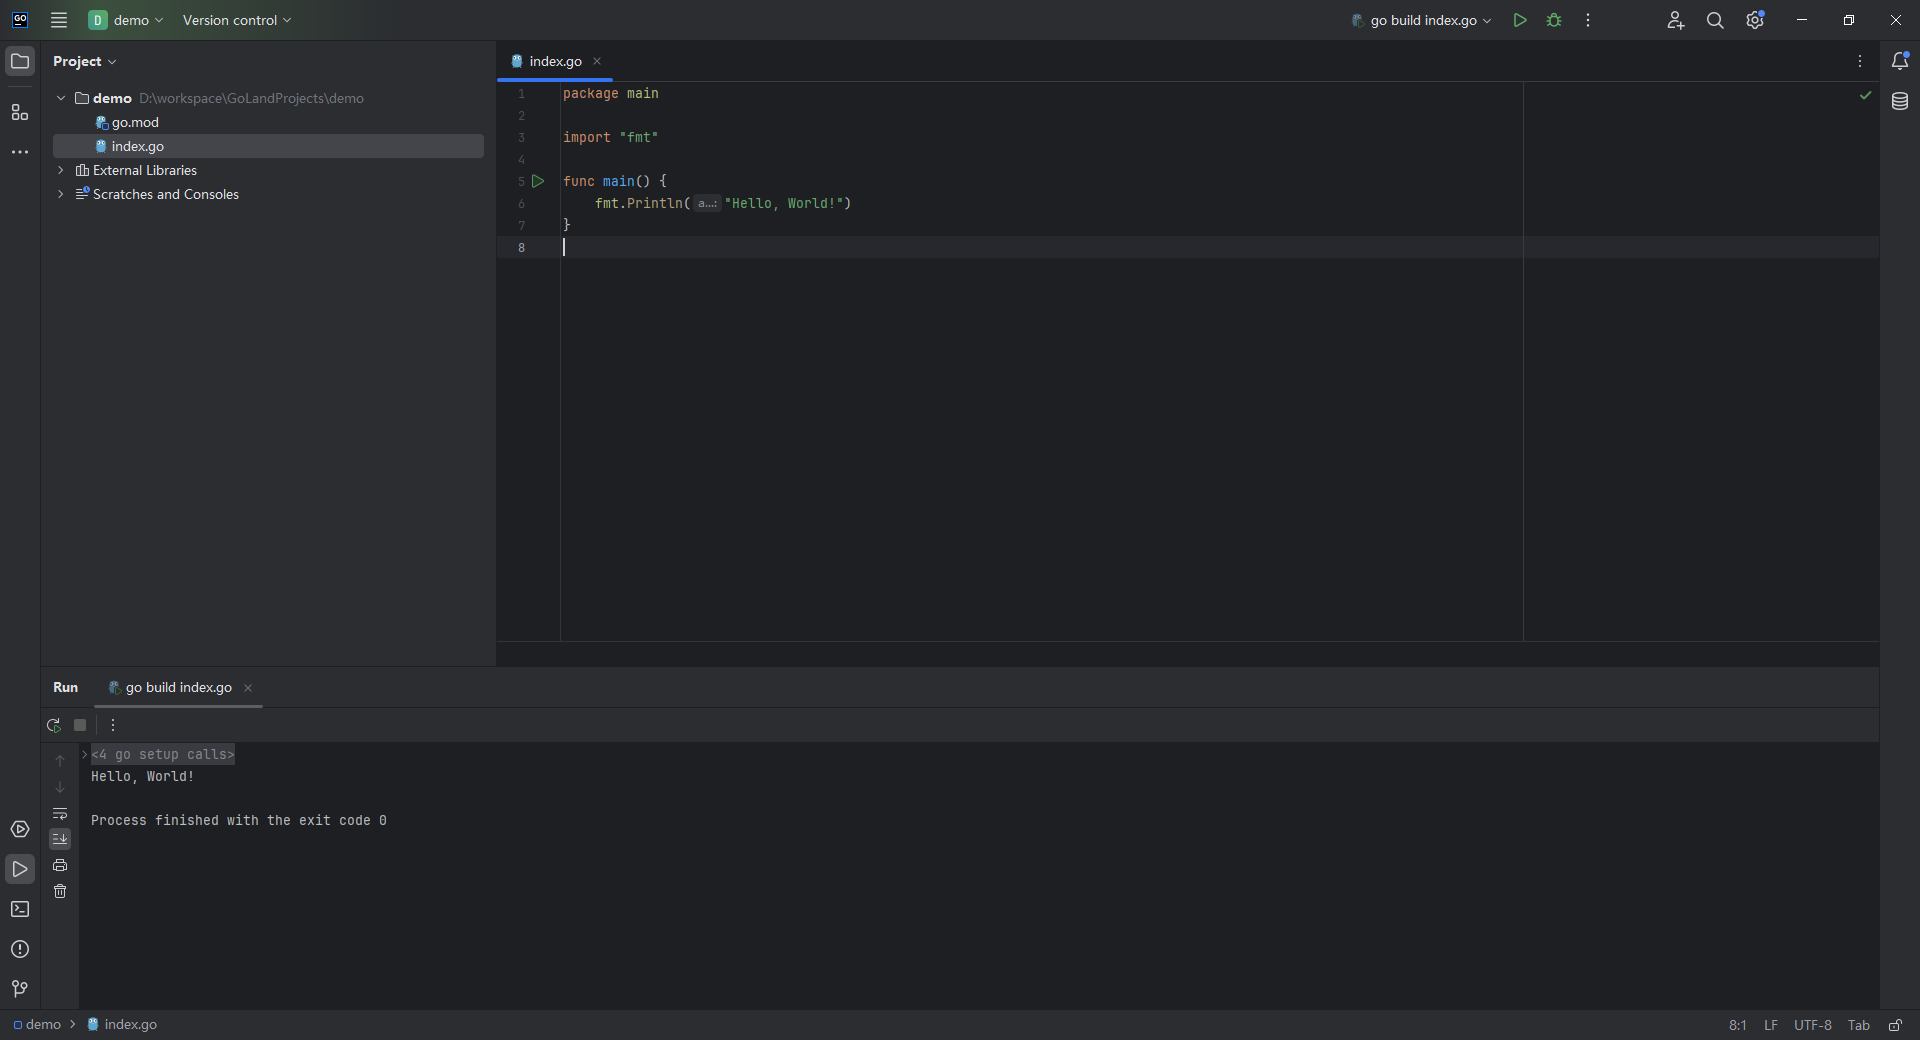 GO
D demo Version control go build index.go
Project
index.go
demo D:\workspace\GoLandProjects\demo
go.mod
index.go
External Libraries
Scratches and Consoles
1 package main
2
3 import "fmt"
4
5 func main() {
6 fmt.Println( a…: "Hello, World!")
7 }
8
Run go build index.go
<4 go setup calls>
Hello, World!
Process finished with the exit code 0
demo > index.go
8:1 LF UTF-8 Tab